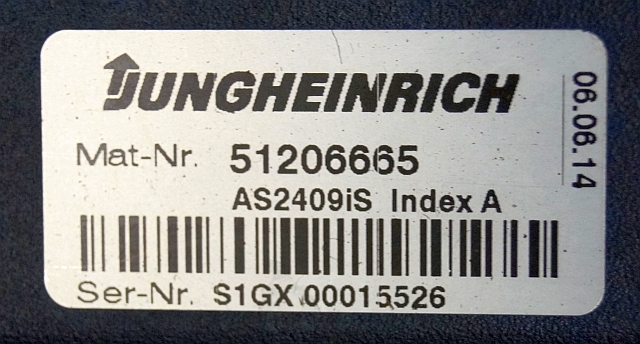 JUNGHEINRICH
Mat-Nr. 51206665
AS2409iS Index A
Ser-Nr. S1GX 00015526
06.06.14